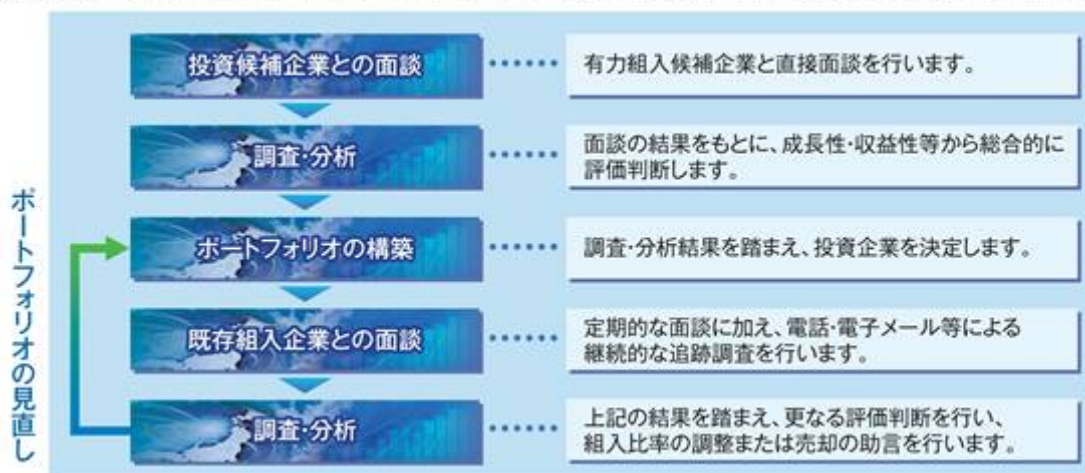 投資候補企業との面談
有力組入候補企業と直接面談を行います。
調査・分析
面談の結果をもとに、成長性・収益性等から総合的に
評価判断します。
ポートフォリオの構築
調査・分析結果を踏まえ、投資企業を決定します。
既存組入企業との面談
定期的な面談に加え、電話・電子メール等による
継続的な追跡調査を行います。
調査・分析
上記の結果を踏まえ、更なる評価判断を行い、
組入比率の調整または売却の助言を行います。
ポートフォリオの見直し